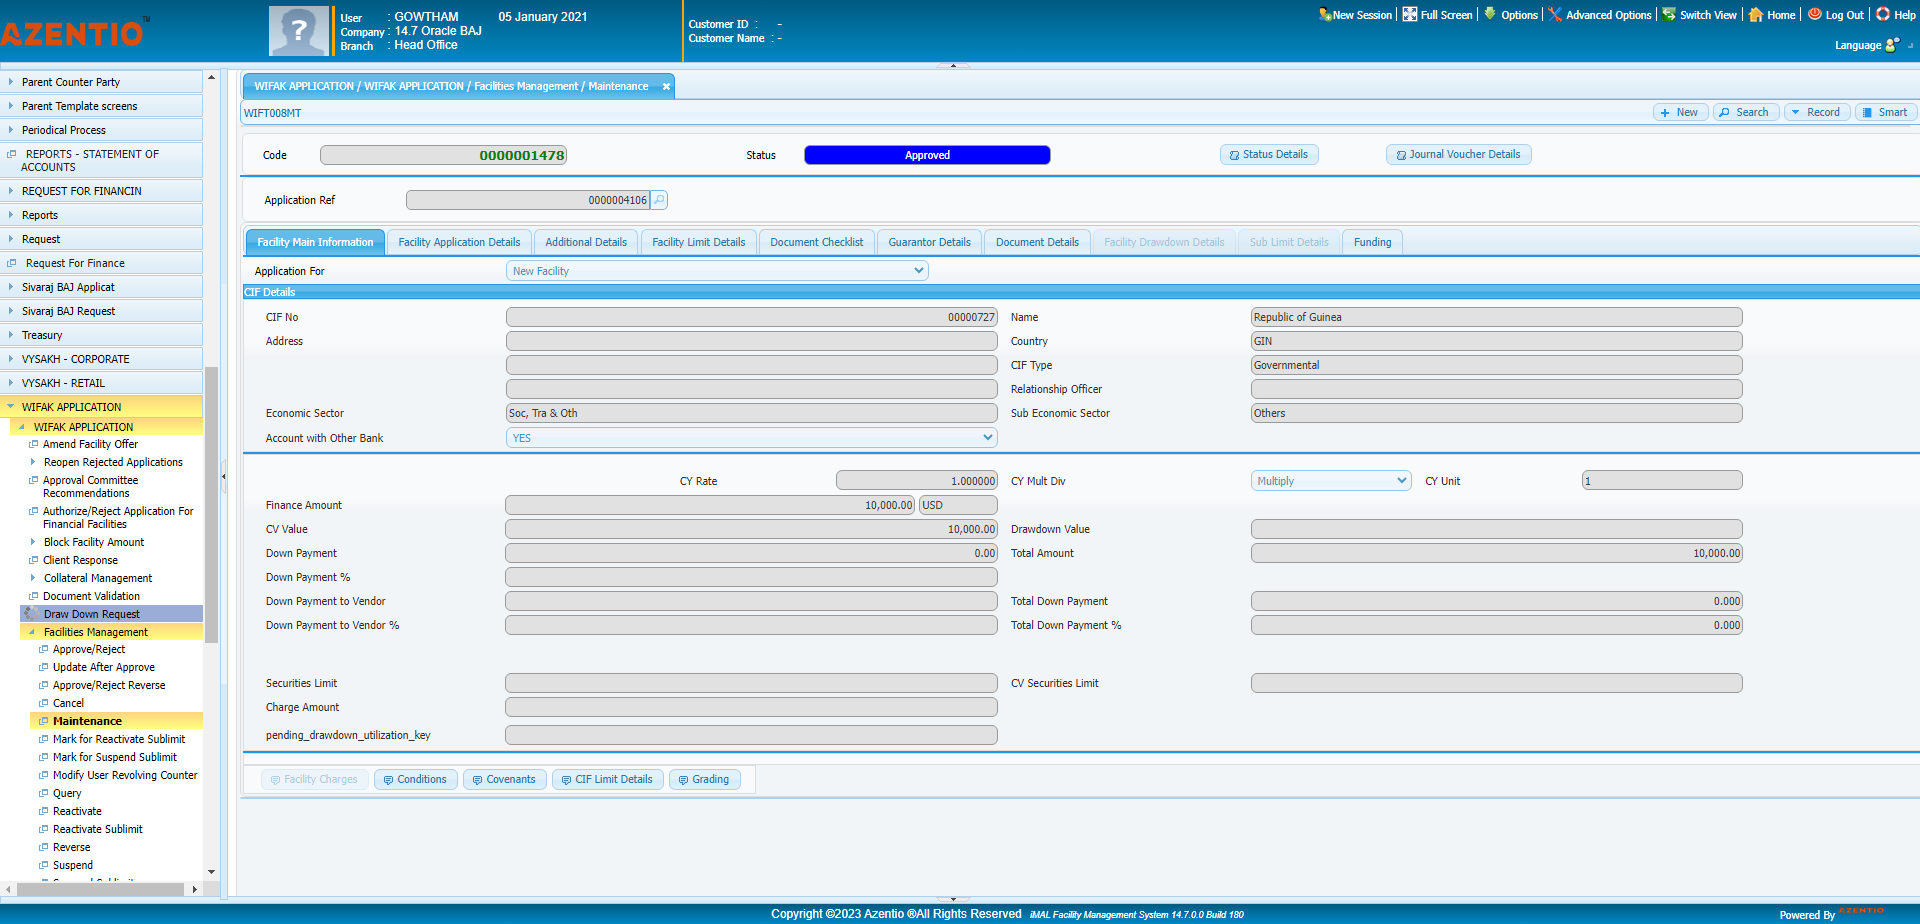 AZENTIO™
?
User : GOWTHAM 05 January 2021
Company : 14.7 Oracle BAJ
Branch : Head Office
Customer ID : -
Customer Name : -
New Session Full Screen Options Advanced Options Switch View Home Log Out Help
Language
Parent Counter Party
Parent Template screens
Periodical Process
REPORTS - STATEMENT OF
ACCOUNTS
REQUEST FOR FINANCIN
Reports
Request
Request For Finance
Sivaraj BAJ Applicat
Sivaraj BAJ Request
Treasury
VYSAKH - CORPORATE
VYSAKH - RETAIL
WIFAK APPLICATION
WIFAK APPLICATION
Amend Facility Offer
Reopen Rejected Applications
Approval Committee
Recommendations
Authorize/Reject Application For
Financial Facilities
Block Facility Amount
Client Response
Collateral Management
Document Validation
Draw Down Request
Facilities Management
Approve/Reject
Update After Approve
Approve/Reject Reverse
Cancel
Maintenance
Mark for Reactivate Sublimit
Mark for Suspend Sublimit
Modify User Revolving Counter
Query
Reactivate
Reactivate Sublimit
Reverse
Suspend
WIFAK APPLICATION / WIFAK APPLICATION / Facilities Management / Maintenance
WIFT008MT
New Search Record Smart
Code 0000001478 Status Approved Status Details Journal Voucher Details
Application Ref 0000004106
Facility Main Information Facility Application Details Additional Details Facility Limit Details Document Checklist Guarantor Details Document Details Facility Drawdown Details Sub Limit Details Funding
Application For New Facility
CIF Details
CIF No 00000727 Name Republic of Guinea
Address Country GIN
CIF Type Governmental
Relationship Officer
Economic Sector Soc, Tra & Oth Sub Economic Sector Others
Account with Other Bank YES
CY Rate 1.000000 CY Mult Div Multiply CY Unit 1
Finance Amount 10,000.00 USD
CV Value 10,000.00 Drawdown Value
Down Payment 0.00 Total Amount 10,000.00
Down Payment %
Down Payment to Vendor Total Down Payment 0.000
Down Payment to Vendor % Total Down Payment % 0.000
Securities Limit CV Securities Limit
Charge Amount
pending_drawdown_utilization_key
Facility Charges Conditions Covenants CIF Limit Details Grading
Copyright ©2023 Azentio ®All Rights Reserved iMAL Facility Management System 14.7.0.0 Build 180
Powered By AZENTIO